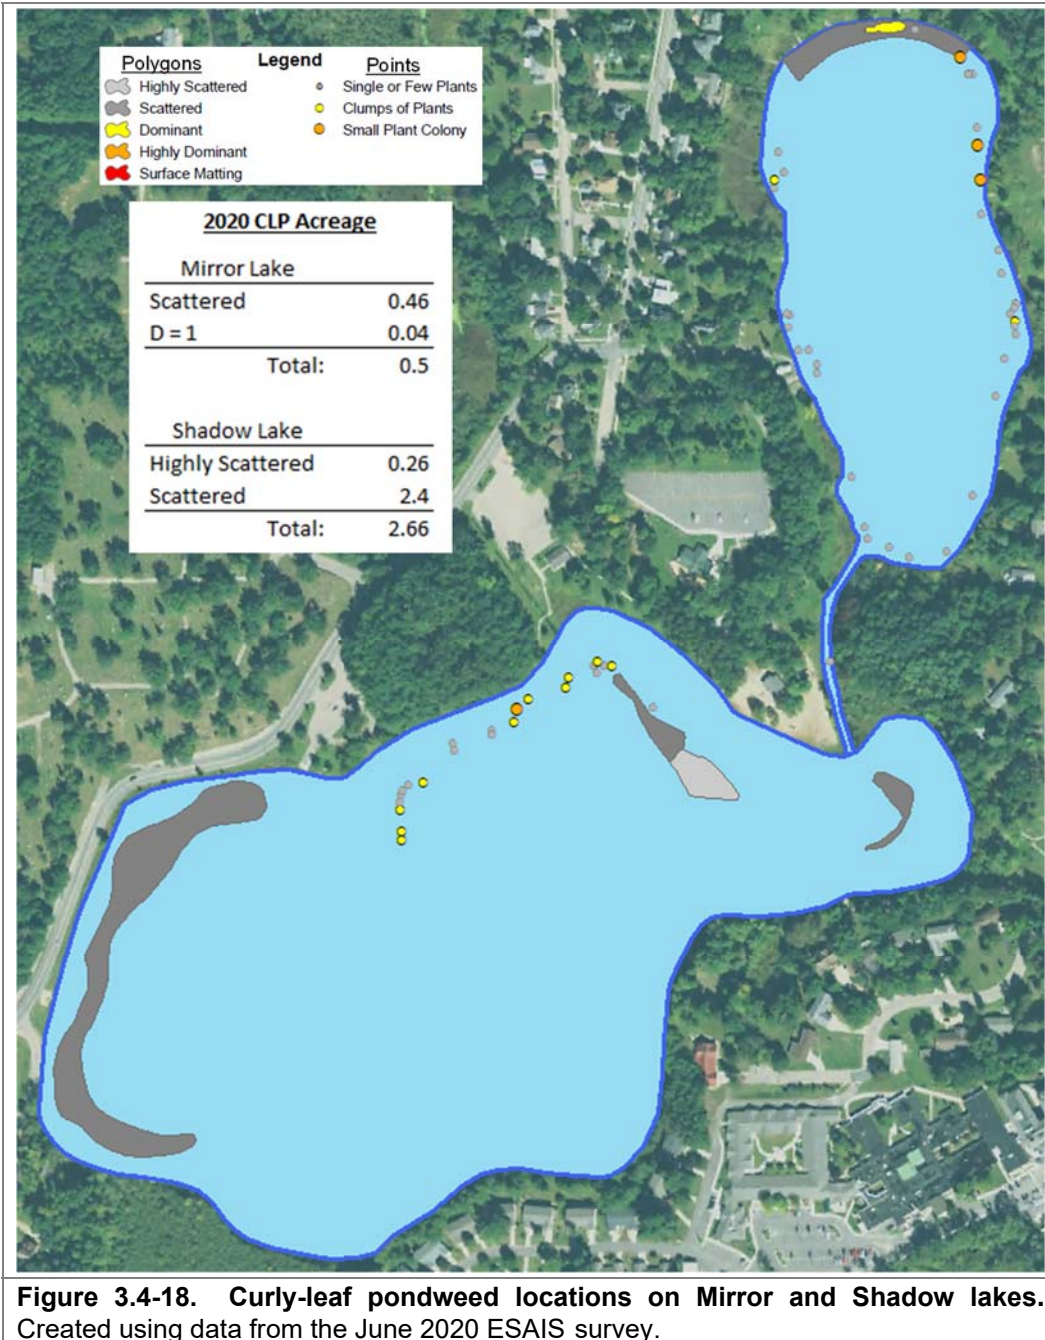 Legend
Polygons
Highly Scattered
Scattered
Dominant
Highly Dominant
Surface Matting
Points
Single or Few Plants
Clumps of Plants
Small Plant Colony
2020 CLP Acreage
Mirror Lake
Scattered 0.46
D = 1 0.04
Total: 0.5
Shadow Lake
Highly Scattered 0.26
Scattered 2.4
Total: 2.66
Figure 3.4-18. Curly-leaf pondweed locations on Mirror and Shadow lakes.
Created using data from the June 2020 ESAIS survey.